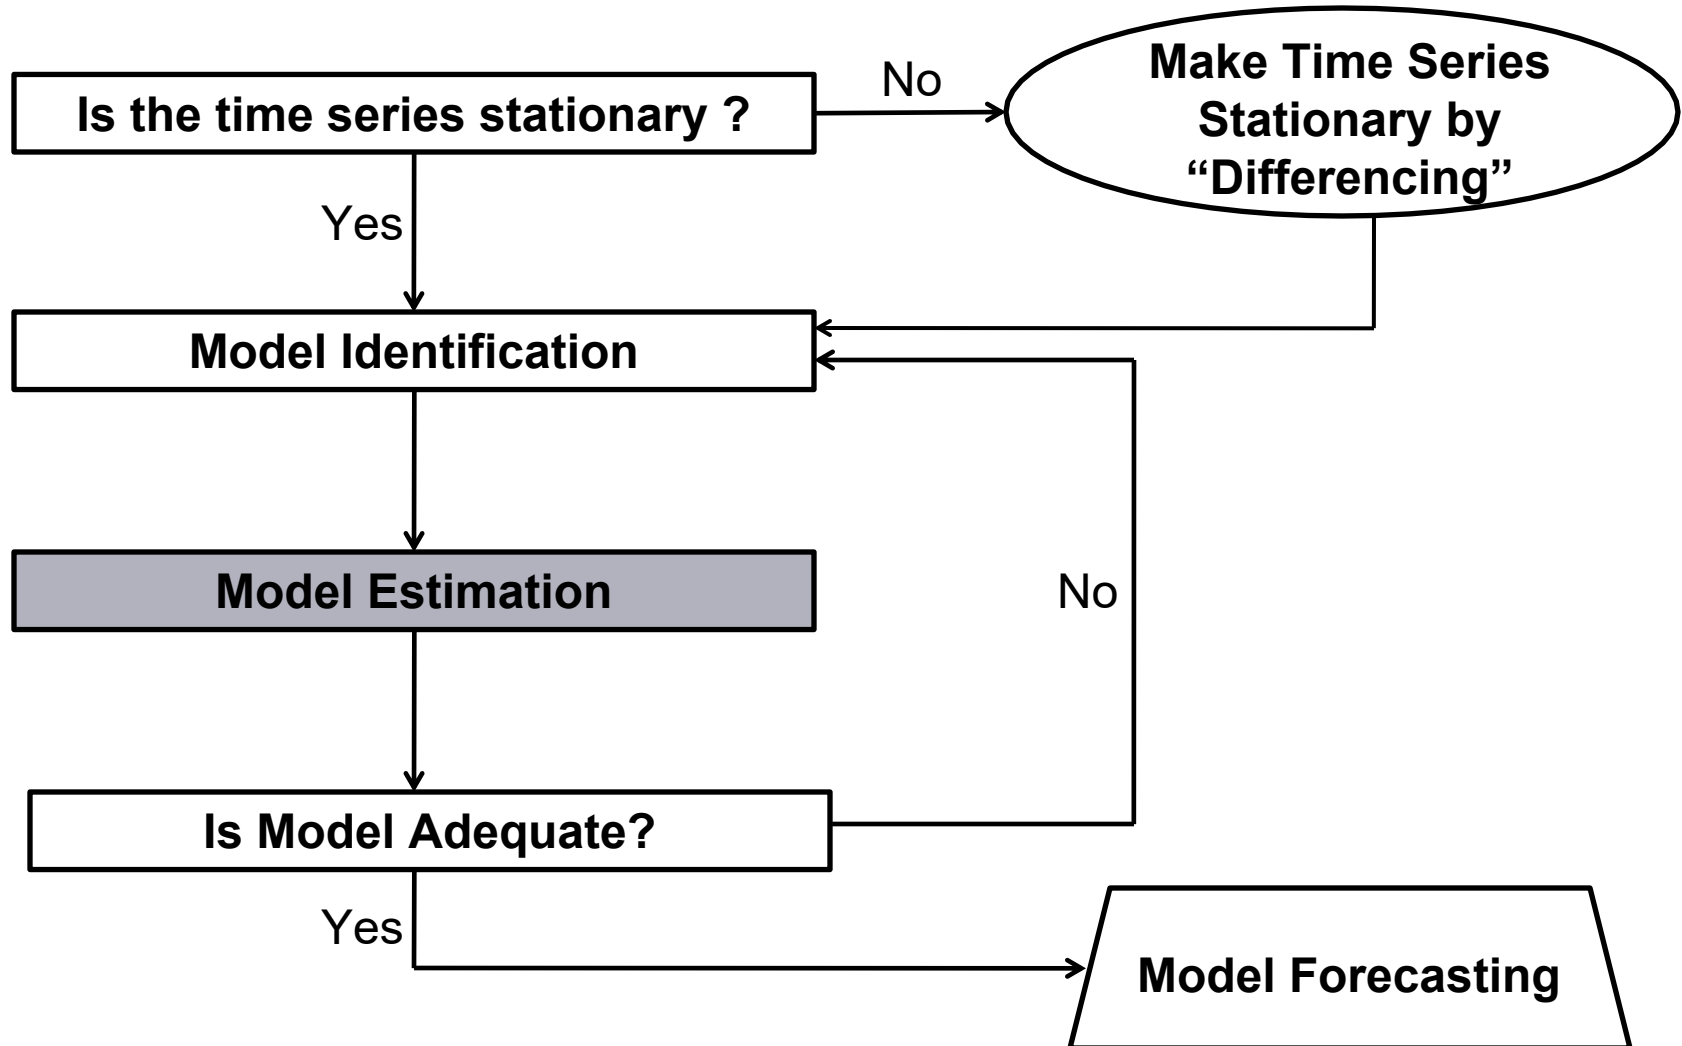 Is the time series stationary ?
No
Make Time Series
Stationary by
“Differencing”
Yes
Model Identification
Model Estimation
No
Is Model Adequate?
Yes
Model Forecasting